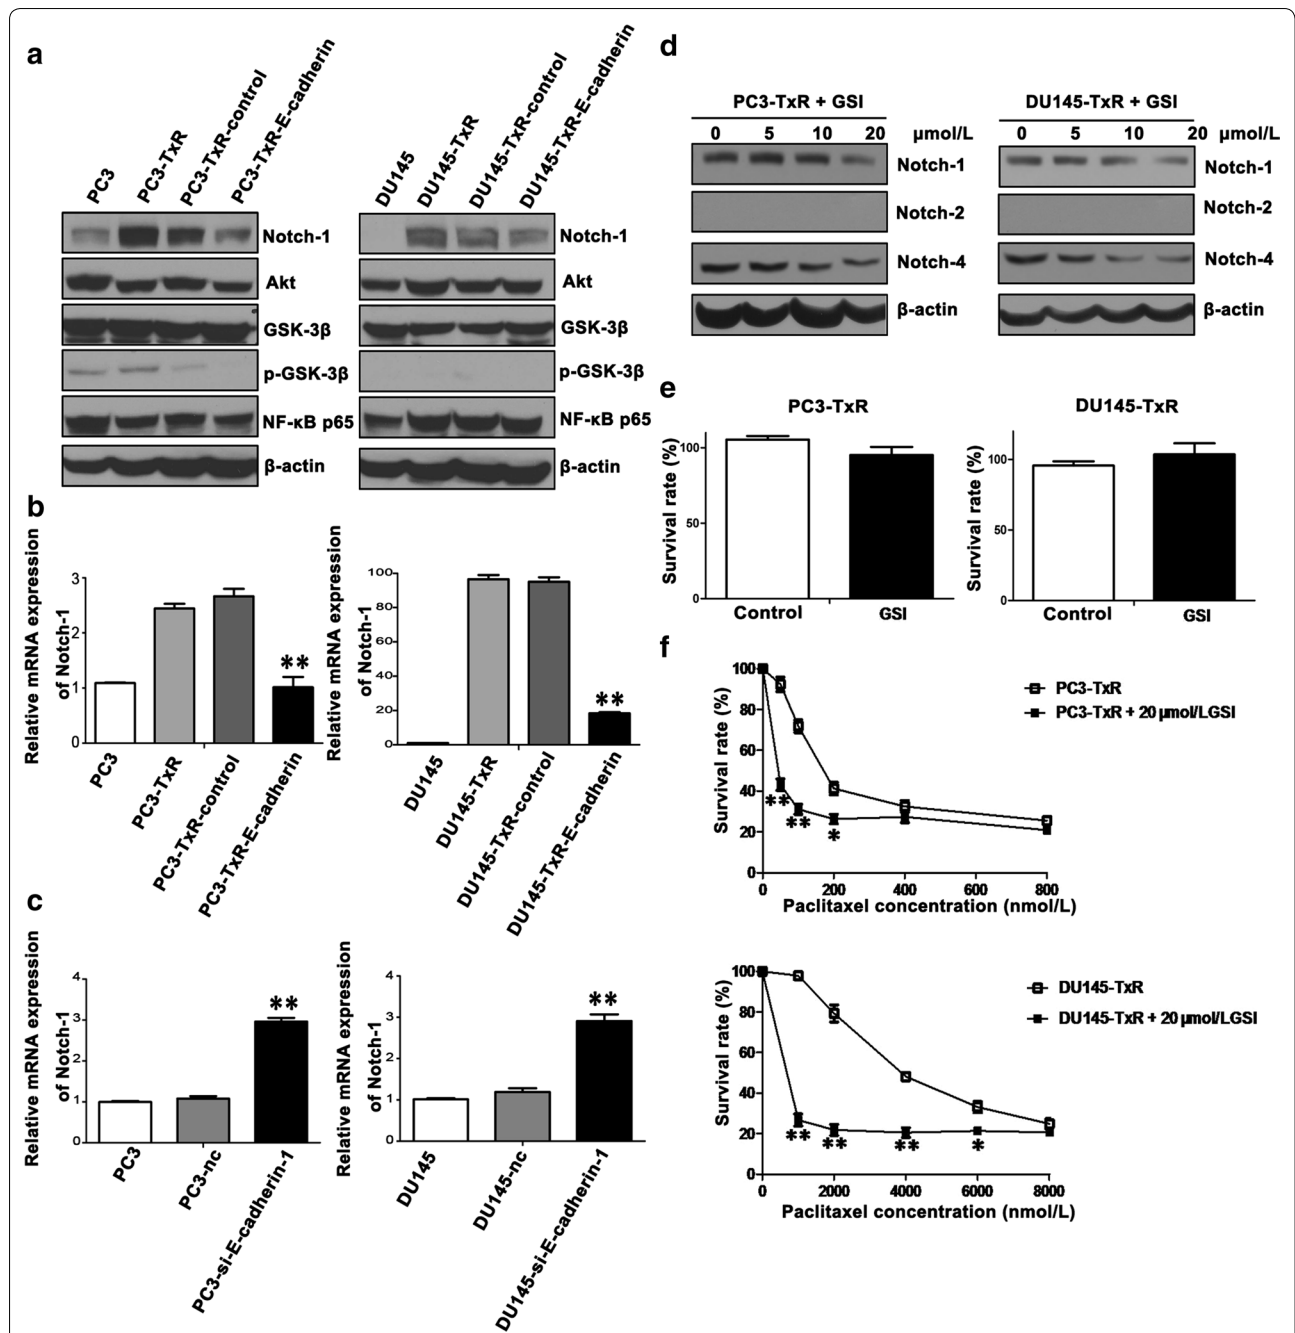 a
PC3
PC3-TxR
PC3-TxR-control
PC3-TxR-E-cadherin
DU145
DU145-TxR
DU145-TxR-control
DU145-TxR-E-cadherin
Notch-1
Akt
GSK-3β
p-GSK-3β
NF-κB p65
β-actin
Notch-1
Akt
GSK-3β
p-GSK-3β
NF-κB p65
β-actin
b
Relative mRNA expression
of Notch-1
3
2
1
0
**
PC3
PC3-TxR
PC3-TxR-control
PC3-TxR-E-cadherin
Relative mRNA expression
of Notch-1
100
80
60
40
20
0
**
DU145
DU145-TxR
DU145-TxR-control
DU145-TxR-E-cadherin
c
Relative mRNA expression
of Notch-1
4
3
2
1
0
**
PC3
PC3-nc
PC3-si-E-cadherin-1
Relative mRNA expression
of Notch-1
4
3
2
1
0
**
DU145
DU145-nc
DU145-si-E-cadherin-1
d
PC3-TxR + GSI
0 5 10 20 µmol/L
Notch-1
Notch-2
Notch-4
β-actin
DU145-TxR + GSI
0 5 10 20 µmol/L
Notch-1
Notch-2
Notch-4
β-actin
e
PC3-TxR
Survival rate (%)
100
50
0
Control GSI
DU145-TxR
Survival rate (%)
100
50
0
Control GSI
f
Survival rate (%)
100
80
60
40
20
0
PC3-TxR
PC3-TxR + 20 µmol/LGSI
** ** *
0 200 400 600 800
Paclitaxel concentration (nmol/L)
Survival rate (%)
100
80
60
40
20
0
DU145-TxR
DU145-TxR + 20 µmol/LGSI
** ** ** *
0 2000 4000 6000 8000
Paclitaxel concentration (nmol/L)